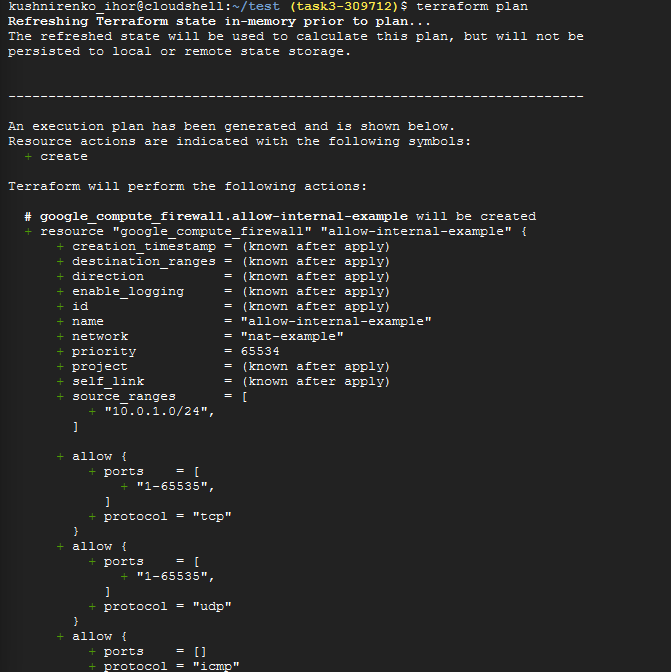 kushnirenko_ihor@cloudshell:~/test (task3-309712)$ terraform plan
Refreshing Terraform state in-memory prior to plan...
The refreshed state will be used to calculate this plan, but will not be
persisted to local or remote state storage.
------------------------------------------------------------------------
An execution plan has been generated and is shown below.
Resource actions are indicated with the following symbols:
  + create
Terraform will perform the following actions:
  # google_compute_firewall.allow-internal-example will be created
  + resource "google_compute_firewall" "allow-internal-example" {
      + creation_timestamp = (known after apply)
      + destination_ranges = (known after apply)
      + direction          = (known after apply)
      + enable_logging     = (known after apply)
      + id                 = (known after apply)
      + name               = "allow-internal-example"
      + network            = "nat-example"
      + priority           = 65534
      + project            = (known after apply)
      + self_link          = (known after apply)
      + source_ranges      = [
          + "10.0.1.0/24",
        ]
      + allow {
          + ports    = [
              + "1-65535",
            ]
          + protocol = "tcp"
        }
      + allow {
          + ports    = [
              + "1-65535",
            ]
          + protocol = "udp"
        }
      + allow {
          + ports    = []
          + protocol = "icmp"